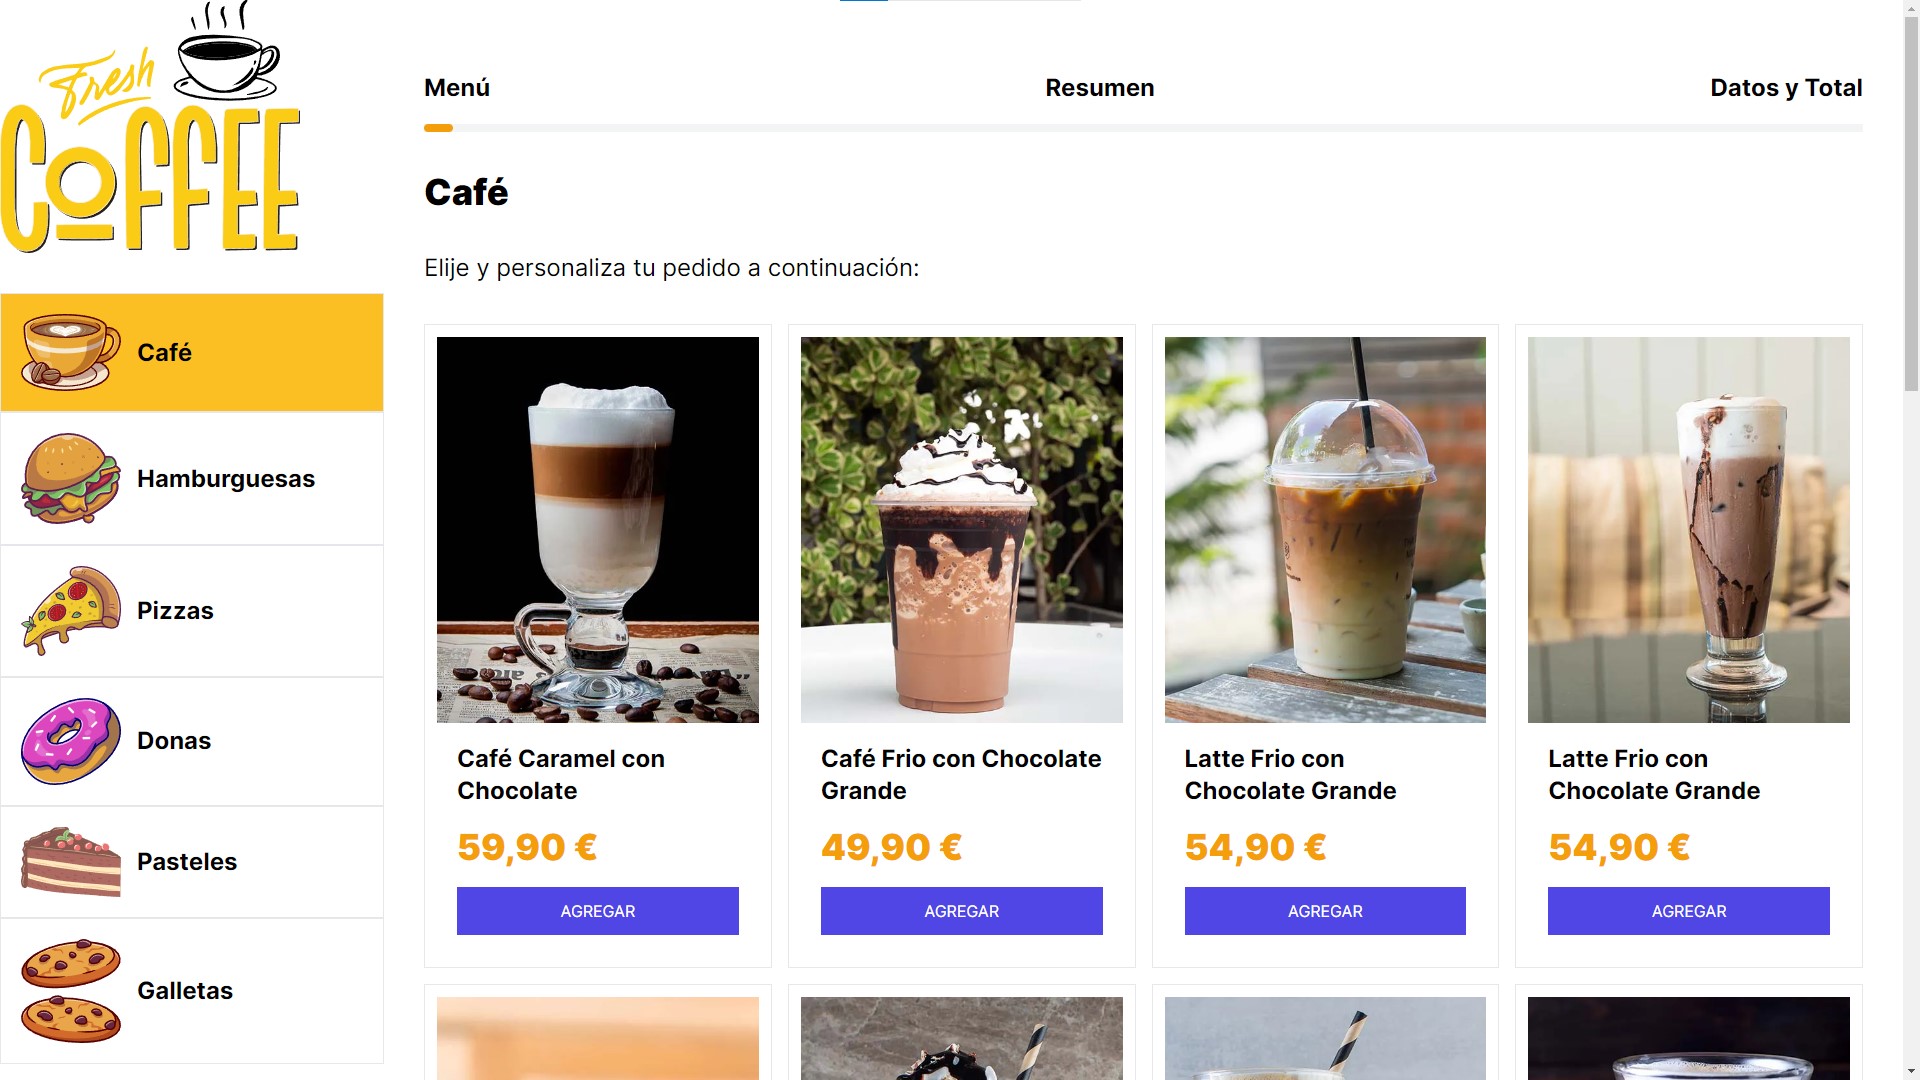 Fresh
COFFEE
Menú
Resumen
Datos y Total
Café
Elije y personaliza tu pedido a continuación:
Café
Hamburguesas
Pizzas
Donas
Pasteles
Galletas
Café Caramel con
Chocolate
59,90 €
AGREGAR
Café Frio con Chocolate
Grande
49,90 €
AGREGAR
Latte Frio con
Chocolate Grande
54,90 €
AGREGAR
Latte Frio con
Chocolate Grande
54,90 €
AGREGAR